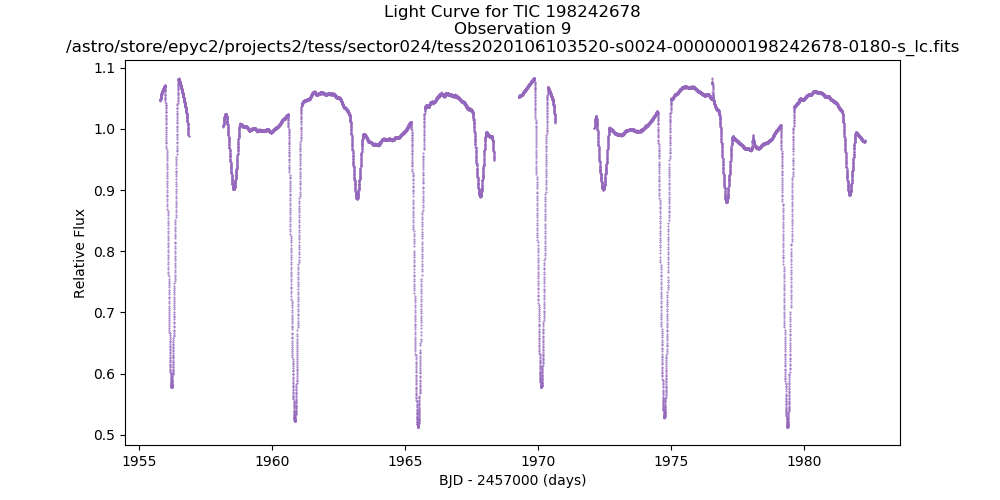 Light Curve for TIC 198242678
Observation 9
/astro/store/epyc2/projects2/tess/sector024/tess2020106103520-s0024-0000000198242678-0180-s_lc.fits
1.1
1.0
0.9
0.8
0.7
0.6
0.5
Relative Flux
1955 1960 1965 1970 1975 1980
BJD - 2457000 (days)